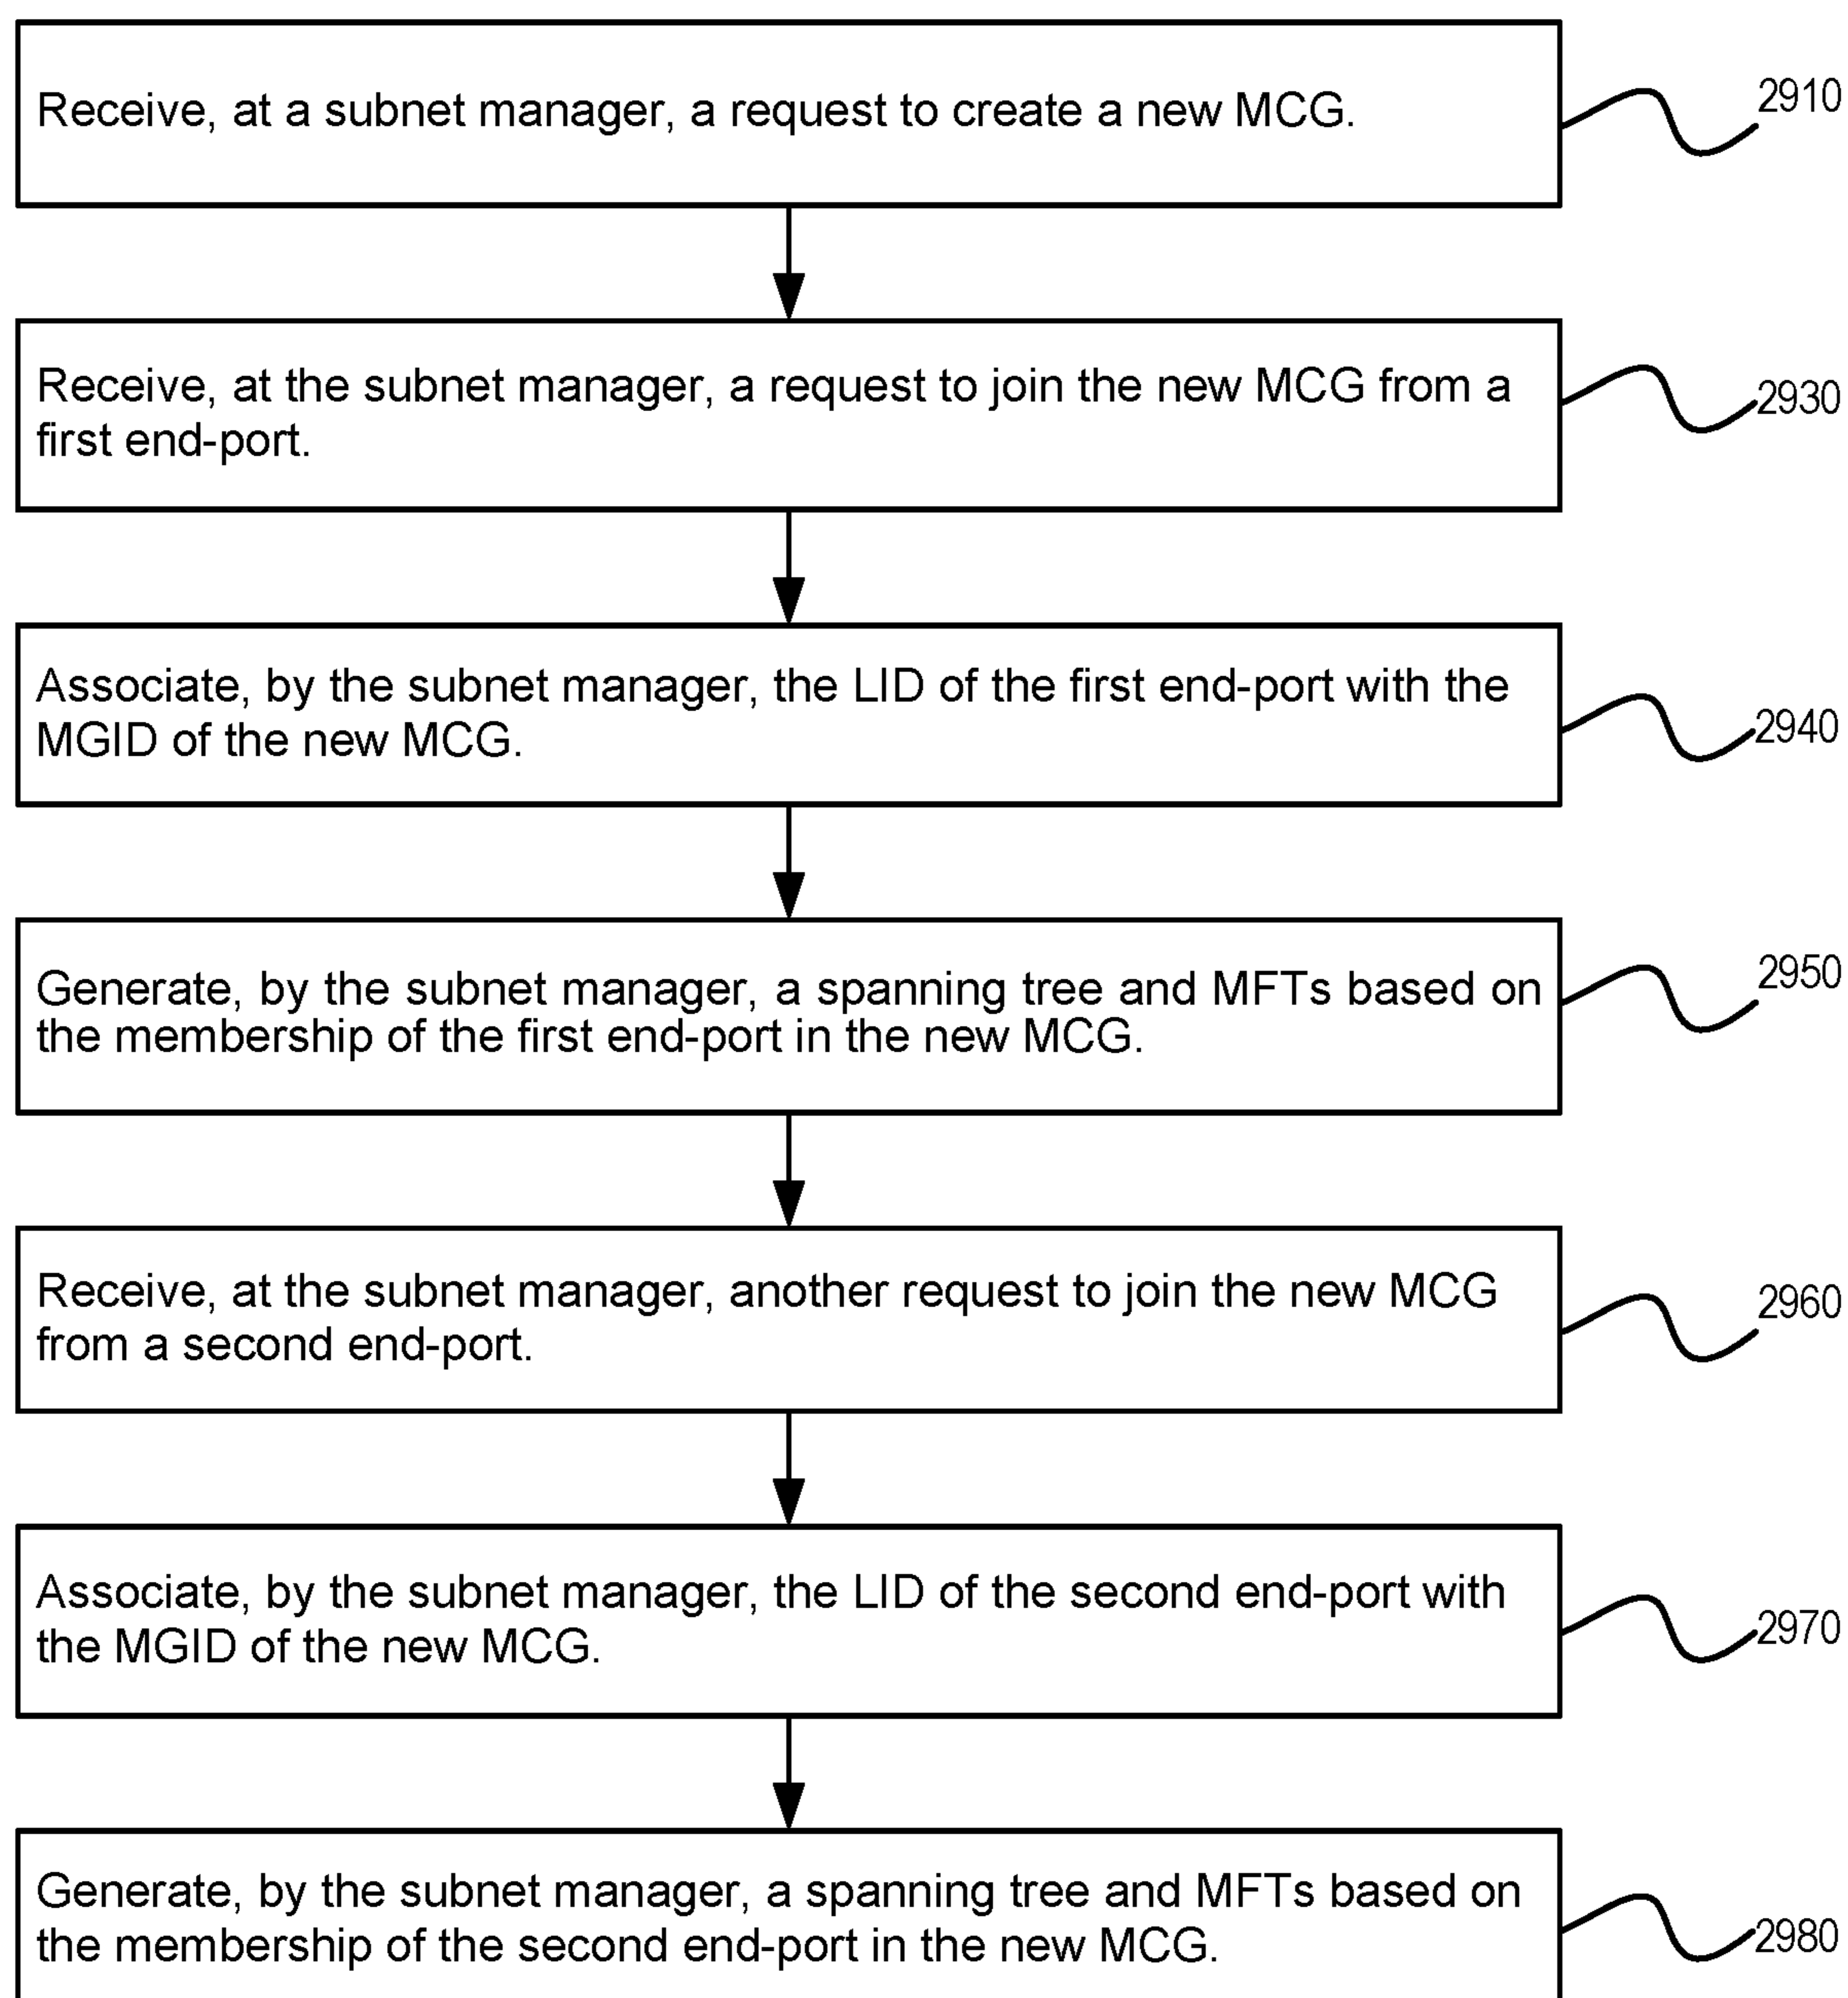 Receive, at a subnet manager, a request to create a new MCG.
2910
Receive, at the subnet manager, a request to join the new MCG from a
first end-port.
2930
Associate, by the subnet manager, the LID of the first end-port with the
MGID of the new MCG.
2940
Generate, by the subnet manager, a spanning tree and MFTs based on
the membership of the first end-port in the new MCG.
2950
Receive, at the subnet manager, another request to join the new MCG
from a second end-port.
2960
Associate, by the subnet manager, the LID of the second end-port with
the MGID of the new MCG.
2970
Generate, by the subnet manager, a spanning tree and MFTs based on
the membership of the second end-port in the new MCG.
2980